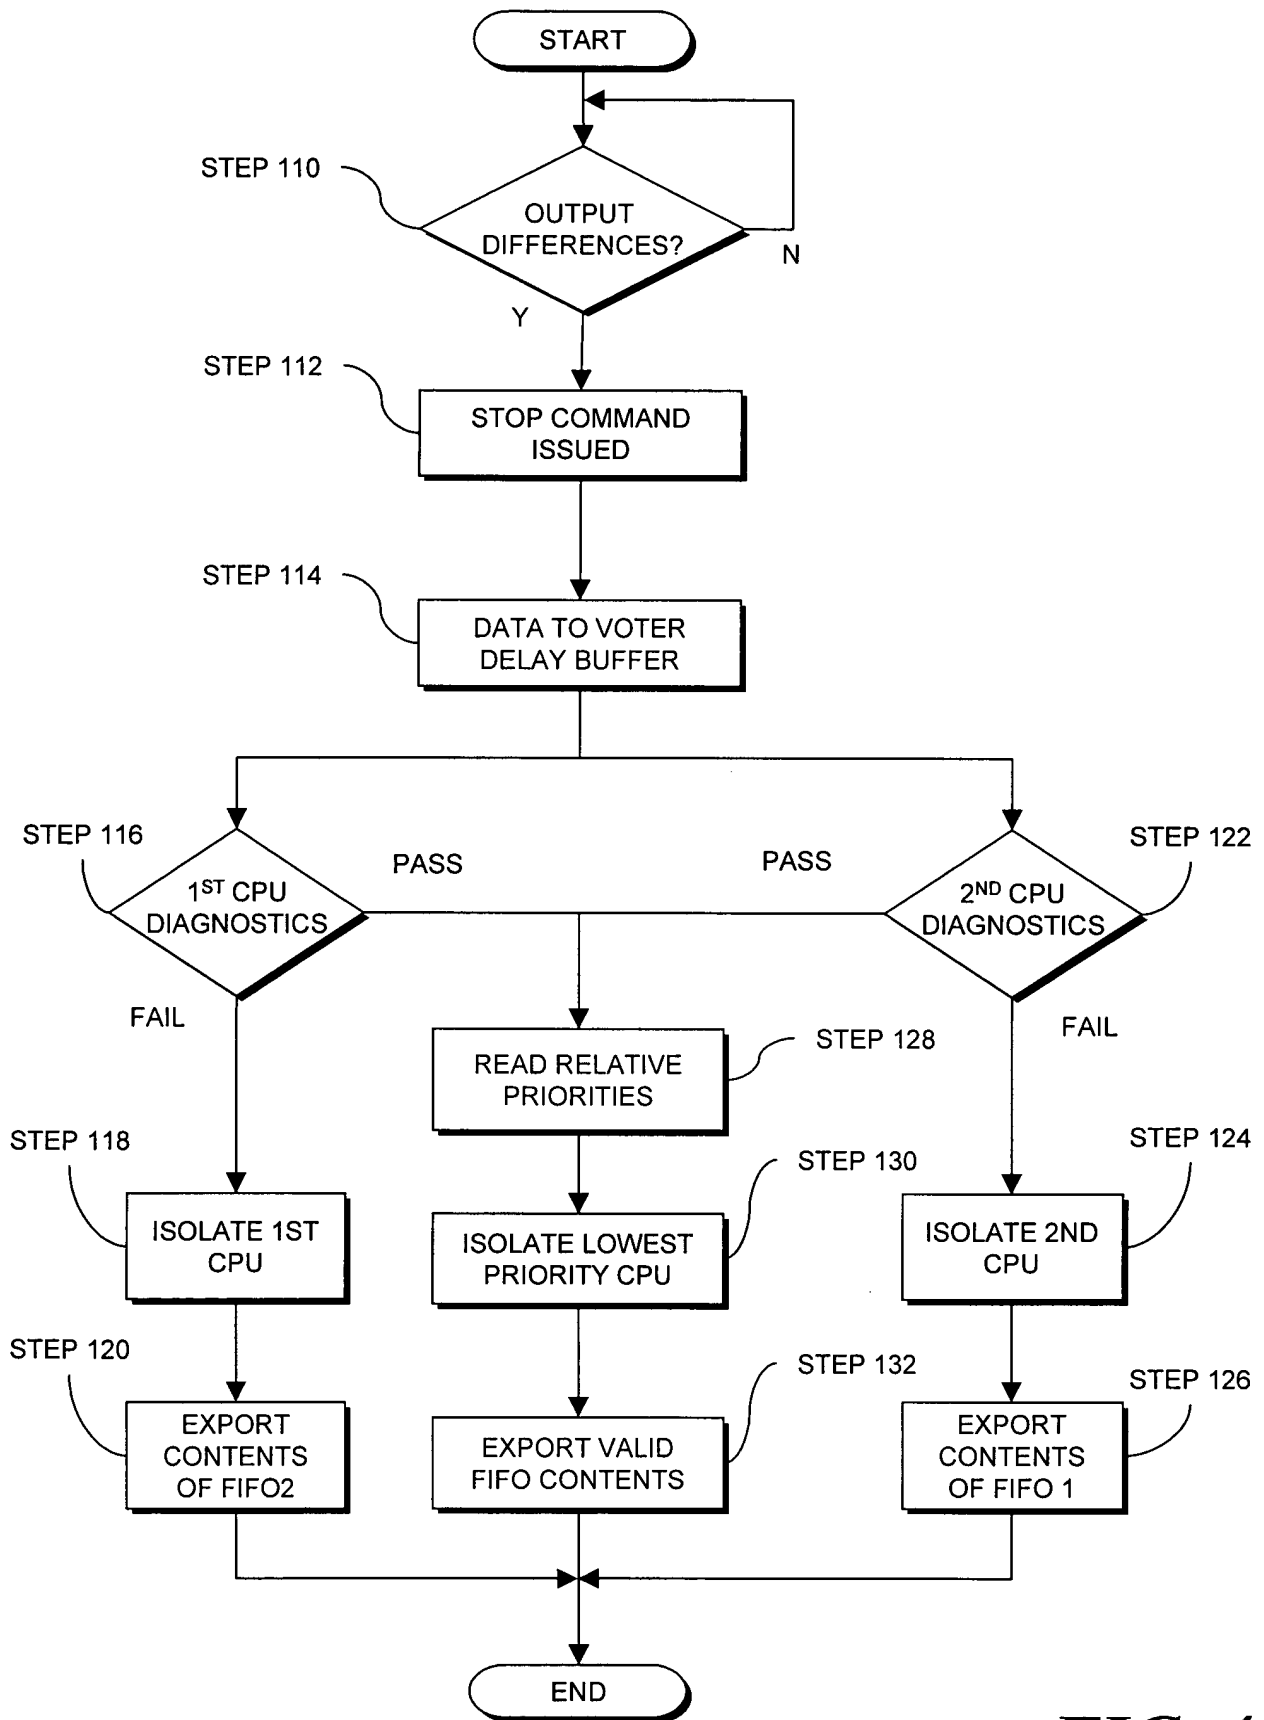 START
STEP 110
OUTPUT
DIFFERENCES?
N
Y
STEP 112
STOP COMMAND
ISSUED
STEP 114
DATA TO VOTER
DELAY BUFFER
STEP 116
PASS
PASS
STEP 122
1ST CPU
DIAGNOSTICS
2ND CPU
DIAGNOSTICS
FAIL
FAIL
STEP 128
READ RELATIVE
PRIORITIES
STEP 118
STEP 130
STEP 124
ISOLATE 1ST
CPU
ISOLATE LOWEST
PRIORITY CPU
ISOLATE 2ND
CPU
STEP 120
STEP 132
STEP 126
EXPORT
CONTENTS
OF FIFO2
EXPORT VALID
FIFO CONTENTS
EXPORT
CONTENTS
OF FIFO 1
END